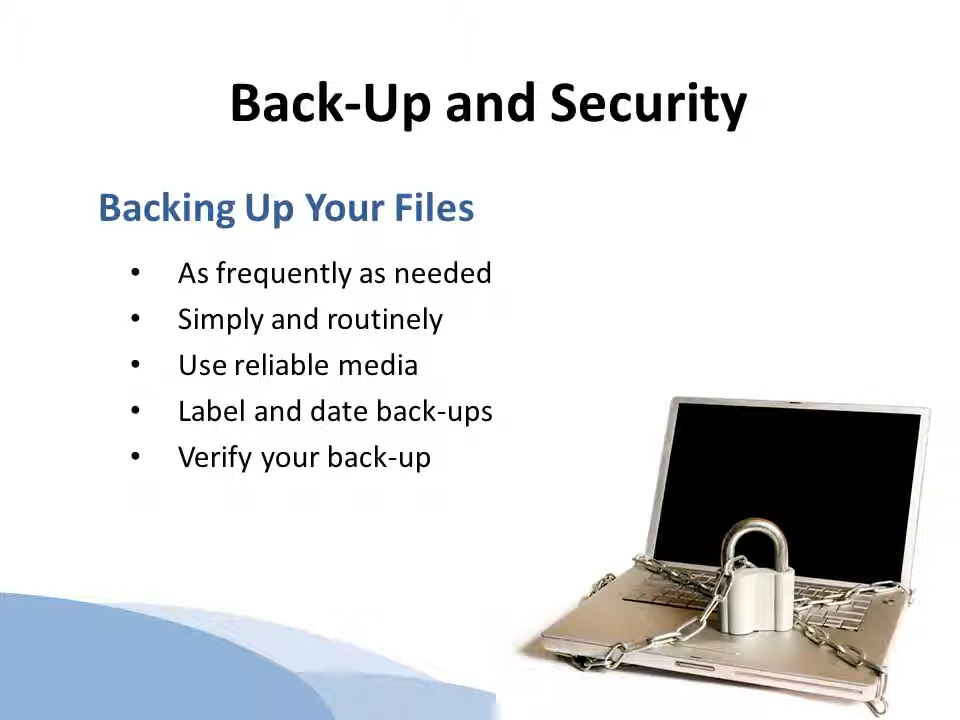 Back-Up and Security
Backing Up Your Files
• As frequently as needed
• Simply and routinely
• Use reliable media
• Label and date back-ups
• Verify your back-up